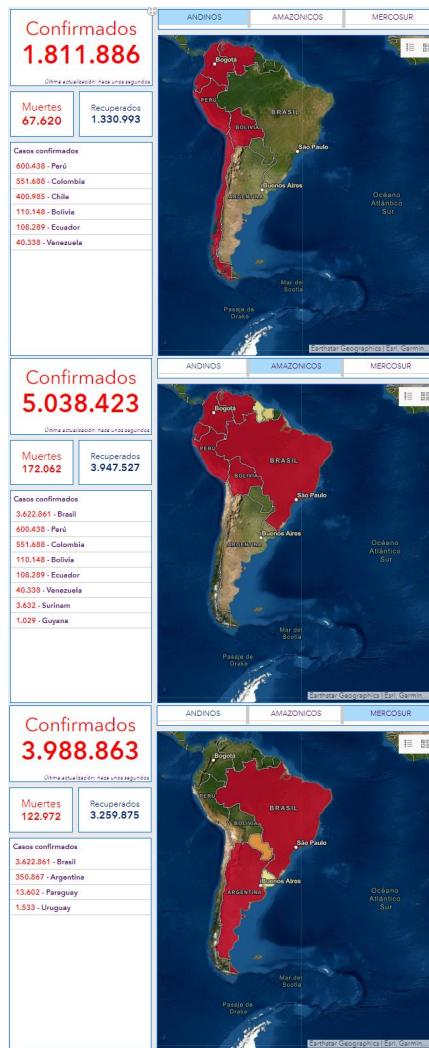 Confirmados
1.811.886
Última actualización: hace unos segundos
Muertes
67.620
Recuperados
1.330.993
Casos confirmados
600.438 - Perú
551.688 - Colombia
400.985 - Chile
110.148 - Bolivia
108.289 - Ecuador
40.338 - Venezuela
ANDINOS
AMAZONICOS
MERCOSUR
Bogotá
PERÚ
BRASIL
BOLIVIA
São Paulo
Buenos Aires
ARGENTINA
Océano
Atlántico
Sur
Mar del
Scotia
Pasaje de
Drake
Earthstar Geographics | Esri, Garmin,...
Confirmados
5.038.423
Última actualización: hace unos segundos
Muertes
172.062
Recuperados
3.947.527
Casos confirmados
3.622.861 - Brasil
600.438 - Perú
551.688 - Colombia
110.148 - Bolivia
108.289 - Ecuador
40.338 - Venezuela
3.632 - Surinam
1.029 - Guyana
ANDINOS
AMAZONICOS
MERCOSUR
Bogotá
PERÚ
BRASIL
BOLIVIA
São Paulo
Buenos Aires
ARGENTINA
Océano
Atlántico
Sur
Mar del
Scotia
Pasaje de
Drake
Earthstar Geographics | Esri, Garmin,...
Confirmados
3.988.863
Última actualización: hace unos segundos
Muertes
122.972
Recuperados
3.259.875
Casos confirmados
3.622.861 - Brasil
350.867 - Argentina
13.602 - Paraguay
1.533 - Uruguay
ANDINOS
AMAZONICOS
MERCOSUR
Bogotá
PERÚ
BRASIL
BOLIVIA
São Paulo
Buenos Aires
ARGENTINA
Océano
Atlántico
Sur
Mar del
Scotia
Pasaje de
Drake
Earthstar Geographics | Esri, Garmin,...